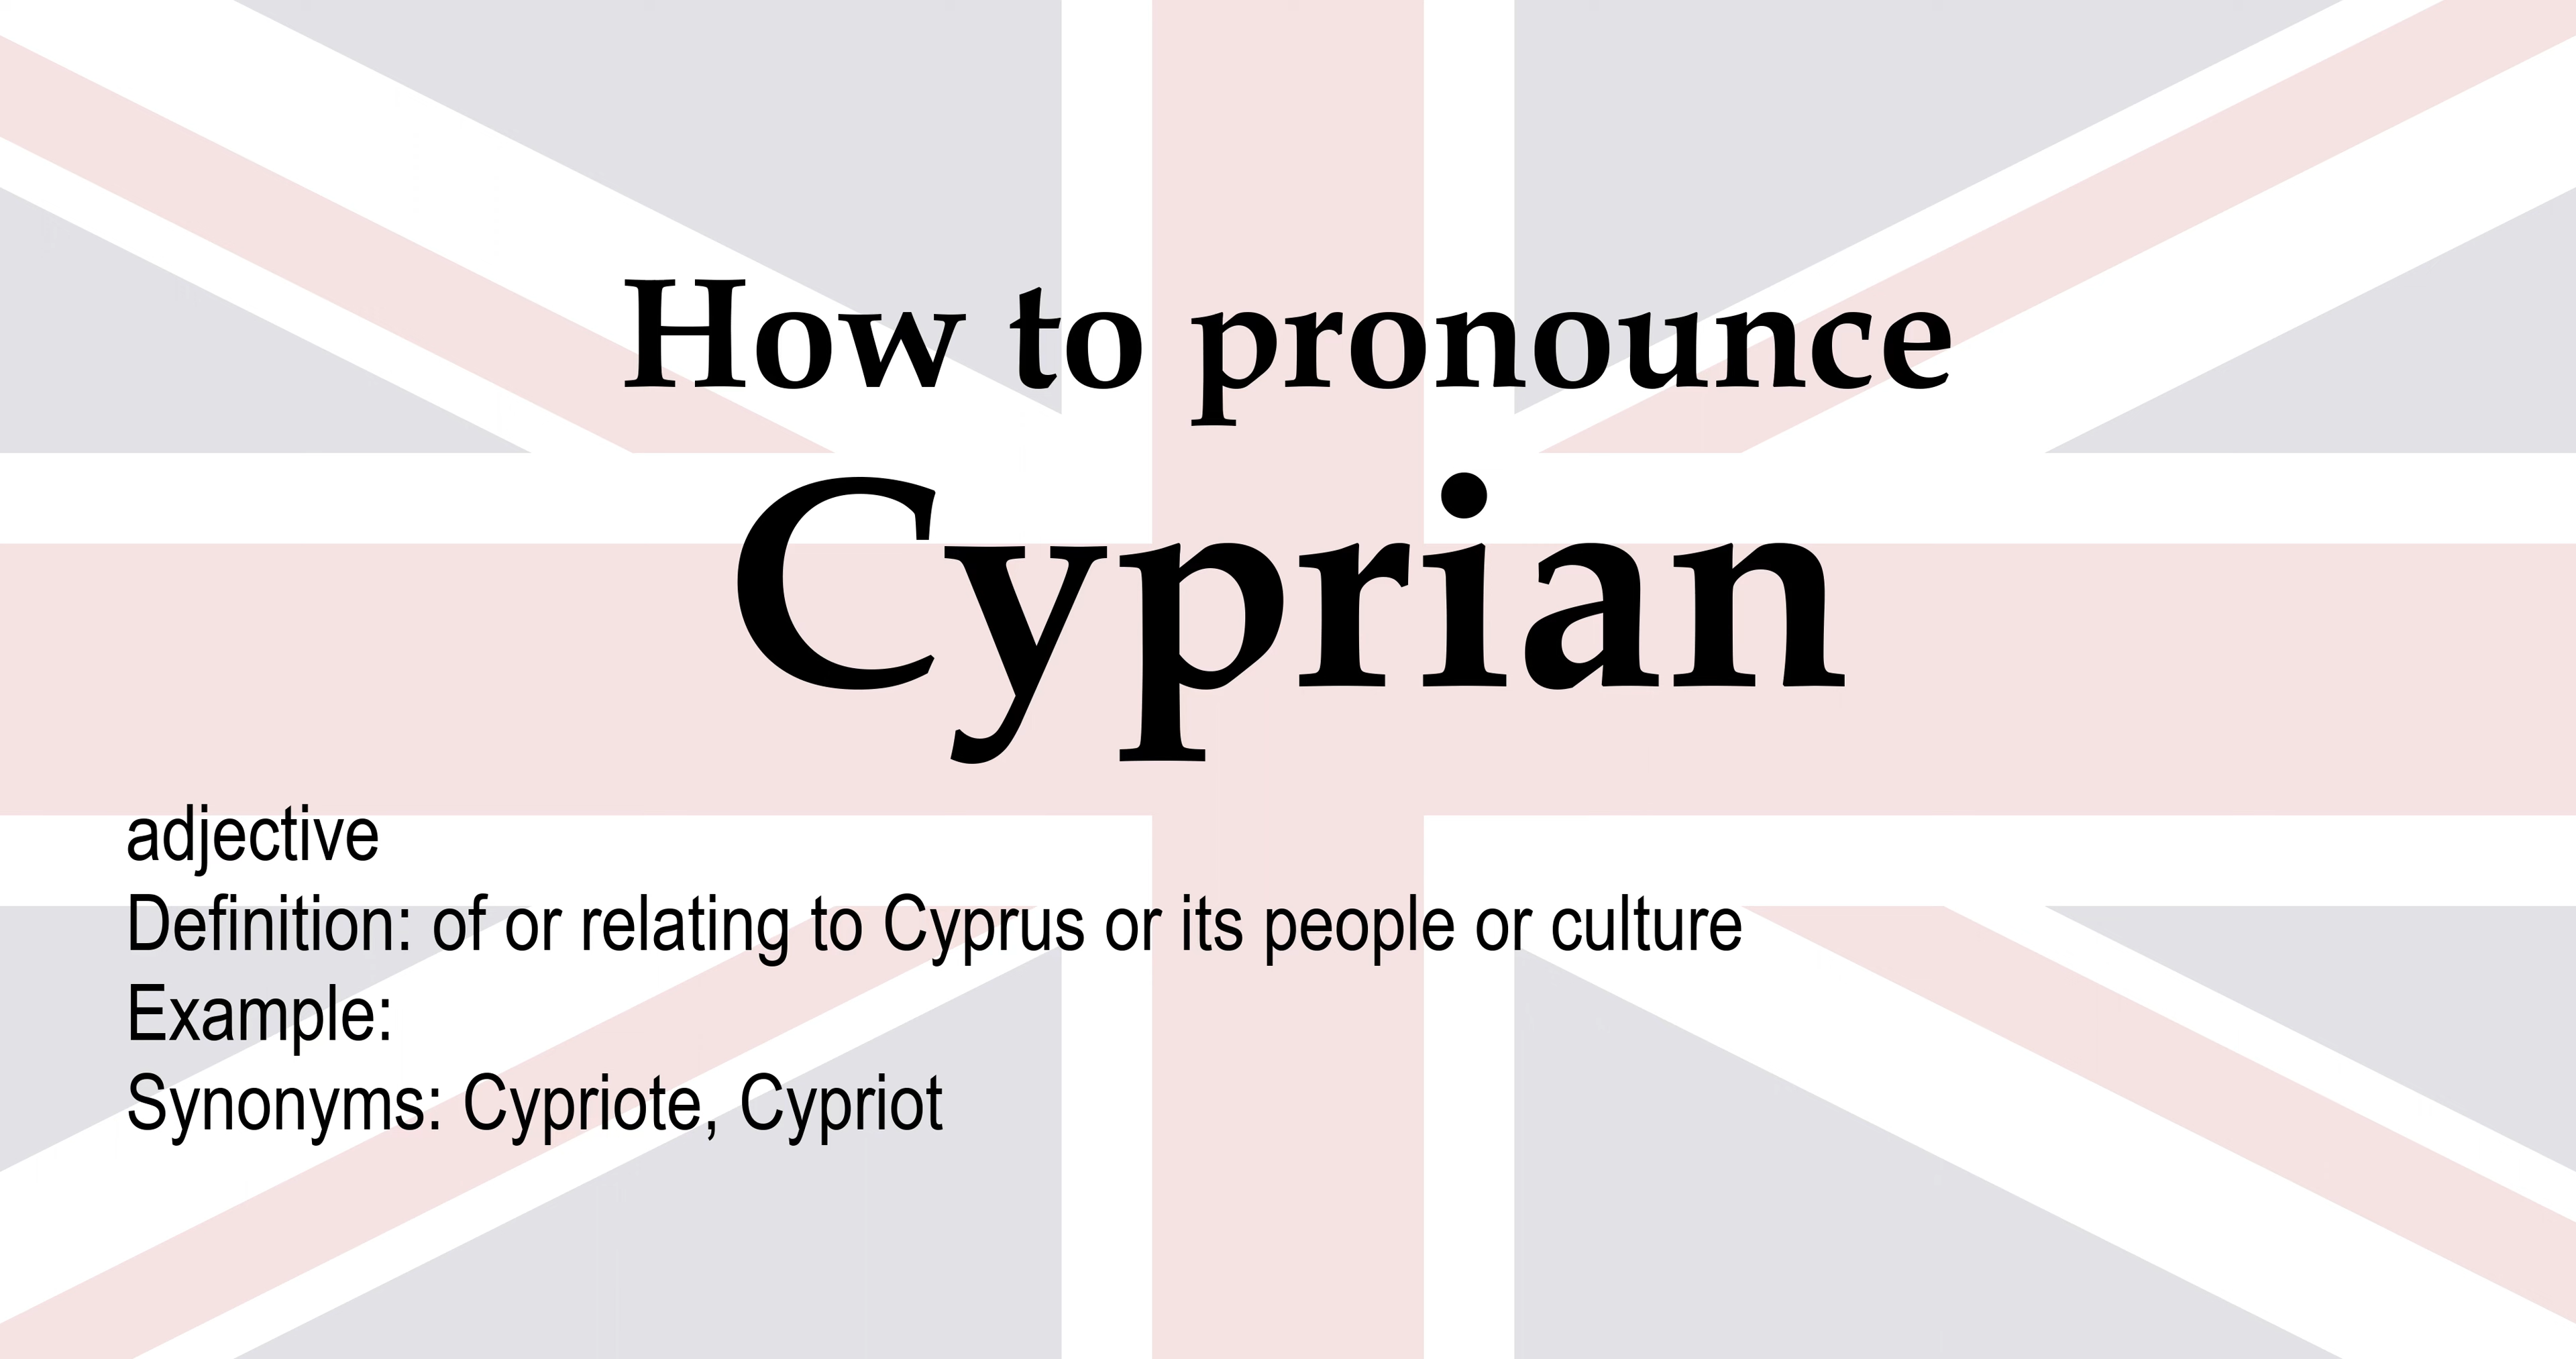 How to pronounce
Cyprian
adjective
Definition: of or relating to Cyprus or its people or culture
Example:
Synonyms: Cypriote, Cypriot